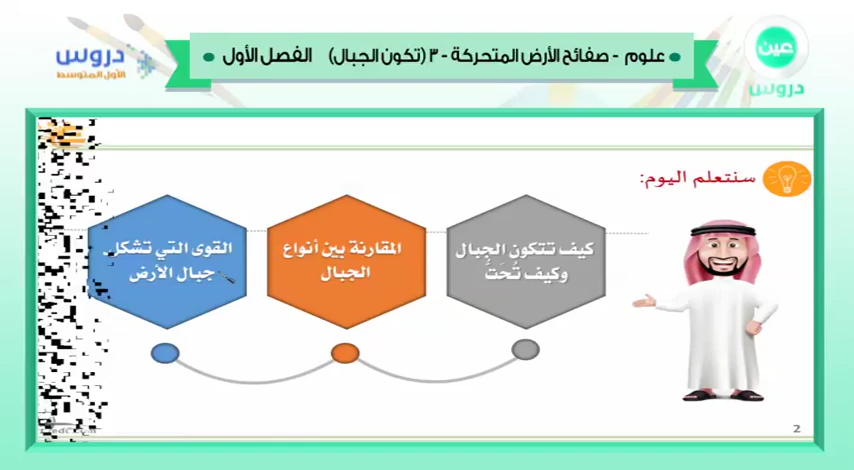 علوم - صفائح الأرض المتحركة - ٣ (تكون الجبال) الفصل الأول
عين
دروس
دروس
الأول المتوسط
سنتعلم اليوم:
كيف تتكون الجبال
وكيف تُحَتُّ
المقارنة بين أنواع
الجبال
القوى التي تشكل
جبال الأرض
2